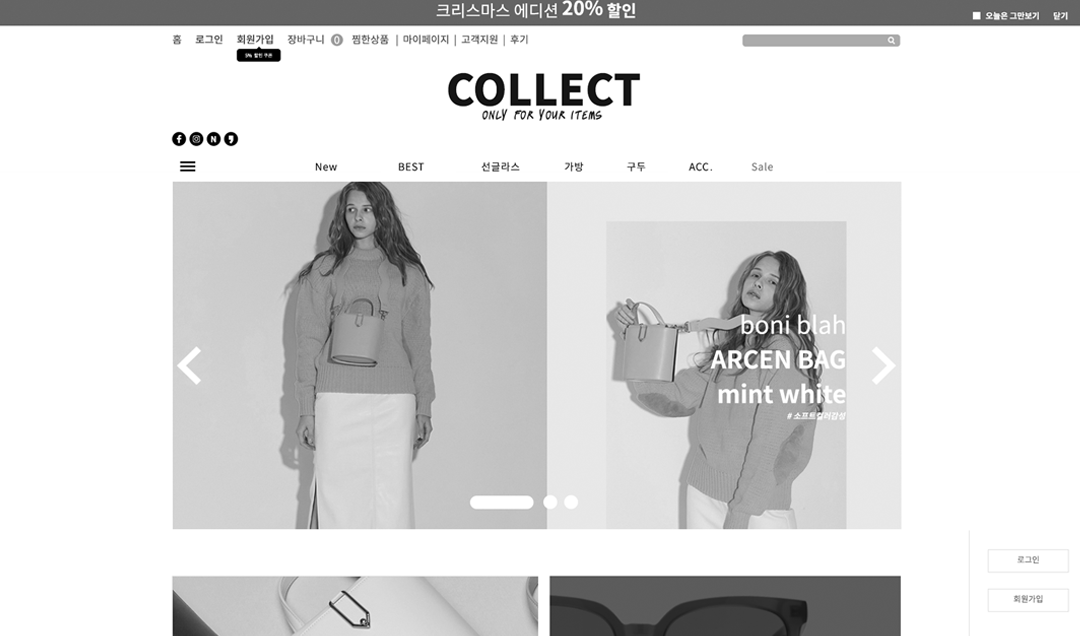 크리스마스 에디션 20% 할인
오늘은 그만보기 닫기
홈 로그인 회원가입 장바구니 0 찜한상품 | 마이페이지 | 고객지원 | 후기
5% 할인 쿠폰
COLLECT
ONLY FOR YOUR ITEMS
New BEST 선글라스 가방 구두 ACC. Sale
boni blah
ARCEN BAG
mint white
# 소프트컬러감성
로그인
회원가입